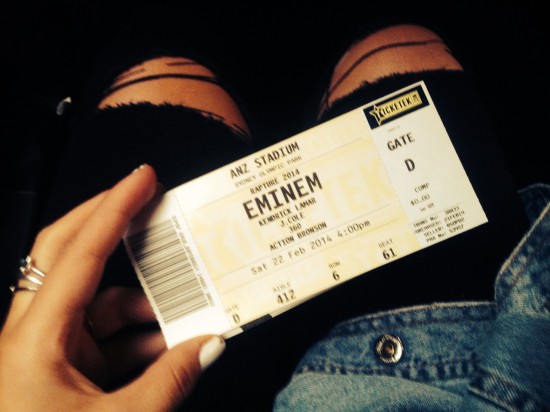 ANZ STADIUM
SYDNEY OLYMPIC PARK
RAPTURE 2014
EMINEM
KENDRICK LAMAR
J.COLE
360
ACTION BRONSON
Sat 22 Feb 2014 4:00pm
GATE AISLE ROW SEAT
D 412 6 61
TICKETEK
GATE
D
COMP
$0.00